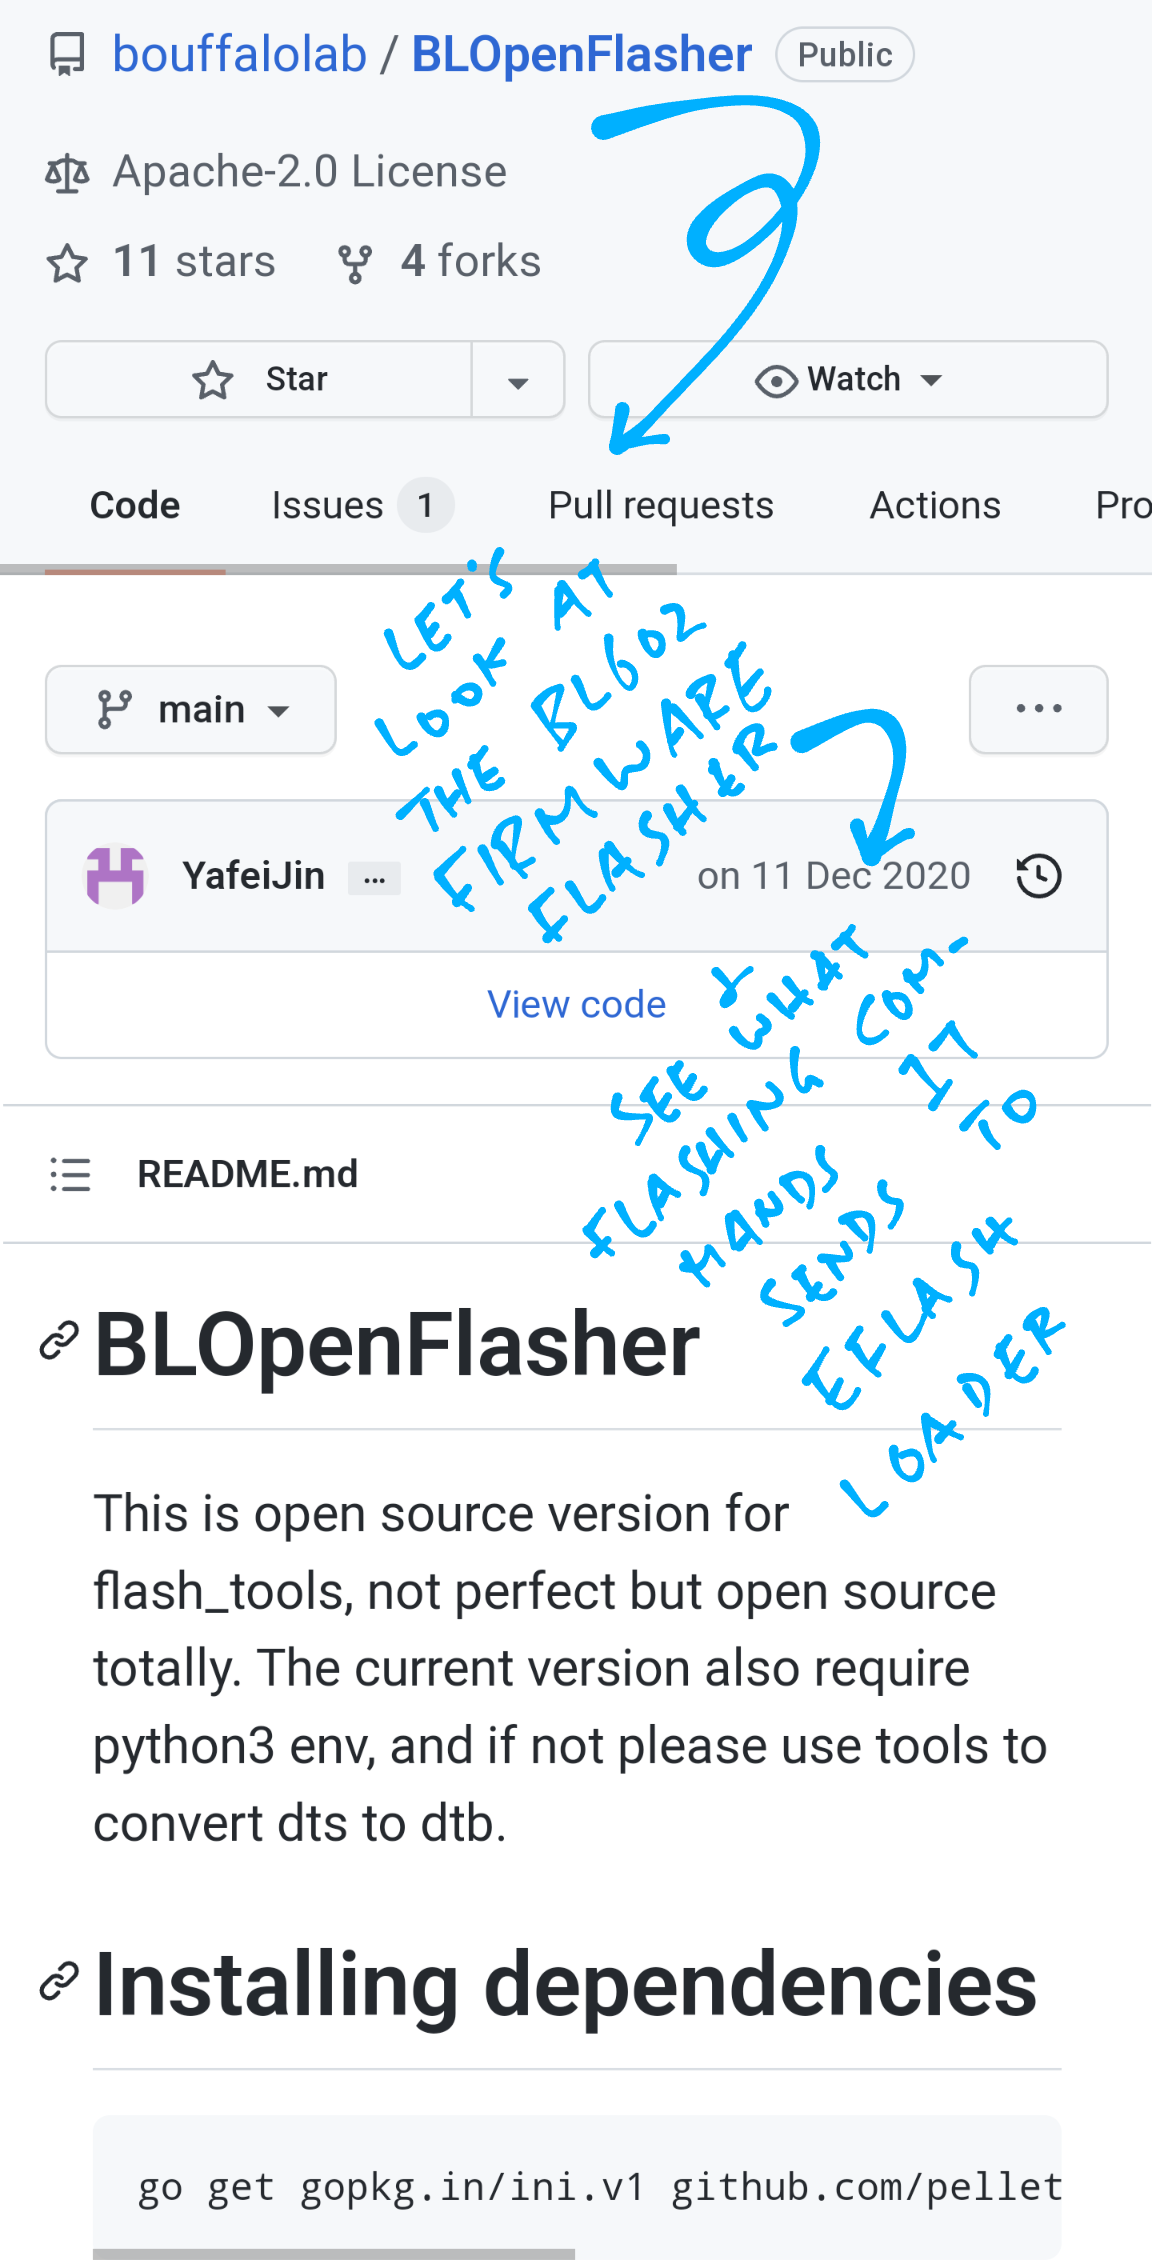 bouffalolab / BLOpenFlasher Public
Apache-2.0 License
11 stars 4 forks
Star Watch
Code Issues 1 Pull requests Actions Pro
LET'S
LOOK AT
THE BL602
FIRMWARE
FLASHER
main
YafeiJin ... on 11 Dec 2020
View code
& SEE WHAT
FLASHING COM-
MANDS IT
SENDS TO
EFLASH
LOADER
README.md
BLOpenFlasher
This is open source version for
flash_tools, not perfect but open source
totally. The current version also require
python3 env, and if not please use tools to
convert dts to dtb.
Installing dependencies
go get gopkg.in/ini.v1 github.com/pellet